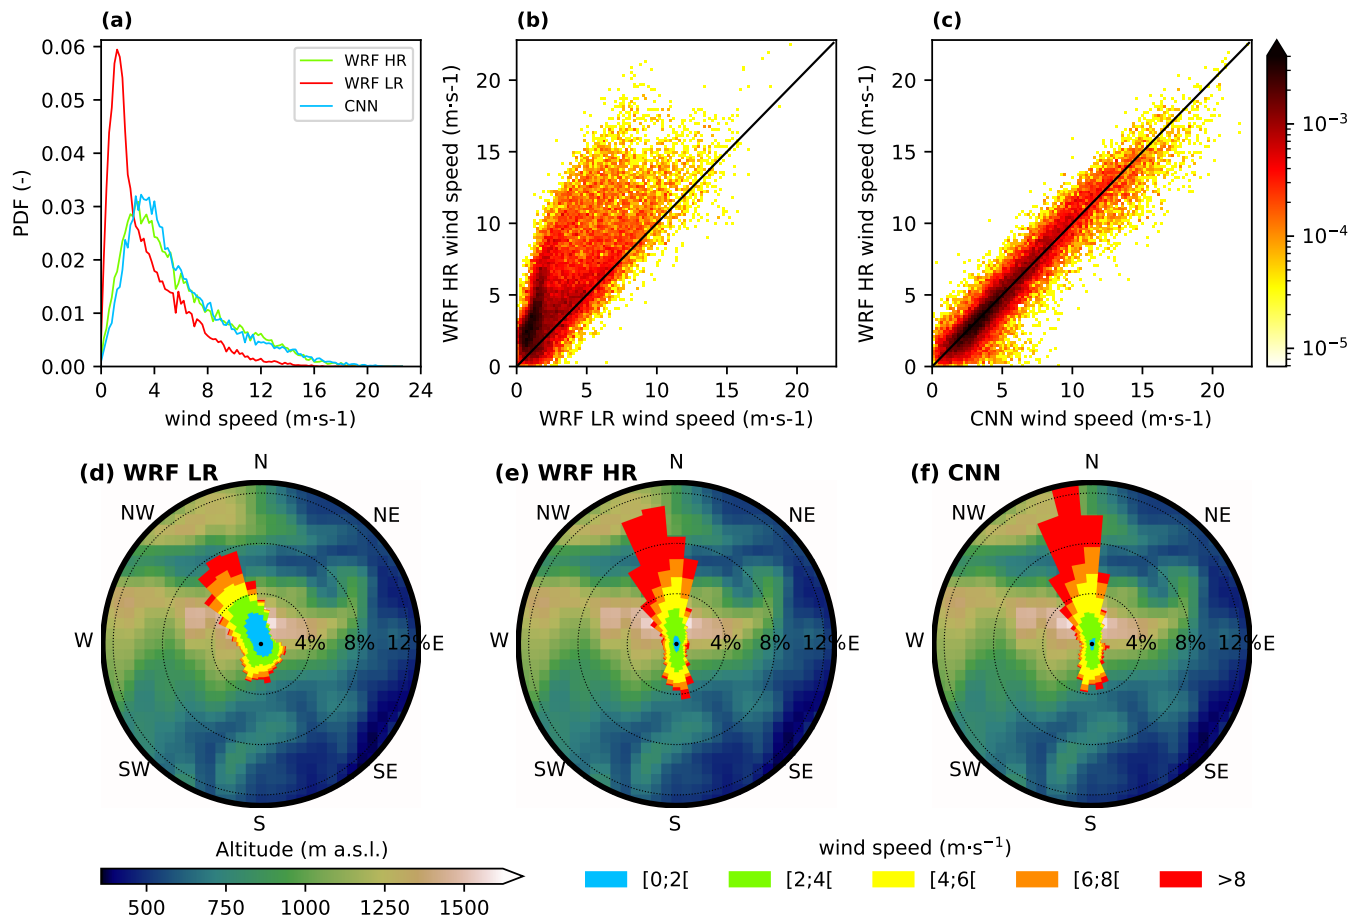 (a)
(b)
(c)
0.06
0.05
0.04
0.03
0.02
0.01
0.00
PDF (-)
0 4 8 12 16 20 24
wind speed (m·s-1)
WRF HR
WRF LR
CNN
20
15
10
5
0
WRF HR wind speed (m·s-1)
0 5 10 15 20
WRF LR wind speed (m·s-1)
20
15
10
5
0
WRF HR wind speed (m·s-1)
0 5 10 15 20
CNN wind speed (m·s-1)
10⁻³
10⁻⁴
10⁻⁵
(d) WRF LR
N
NW
NE
W
4% 8% 12% E
SW
SE
S
(e) WRF HR
N
NW
NE
W
4% 8% 12% E
SW
SE
S
(f) CNN
N
NW
NE
W
4% 8% 12% E
SW
SE
S
Altitude (m a.s.l.)
500 750 1000 1250 1500
wind speed (m·s⁻¹)
[0;2[ [2;4[ [4;6[ [6;8[ >8